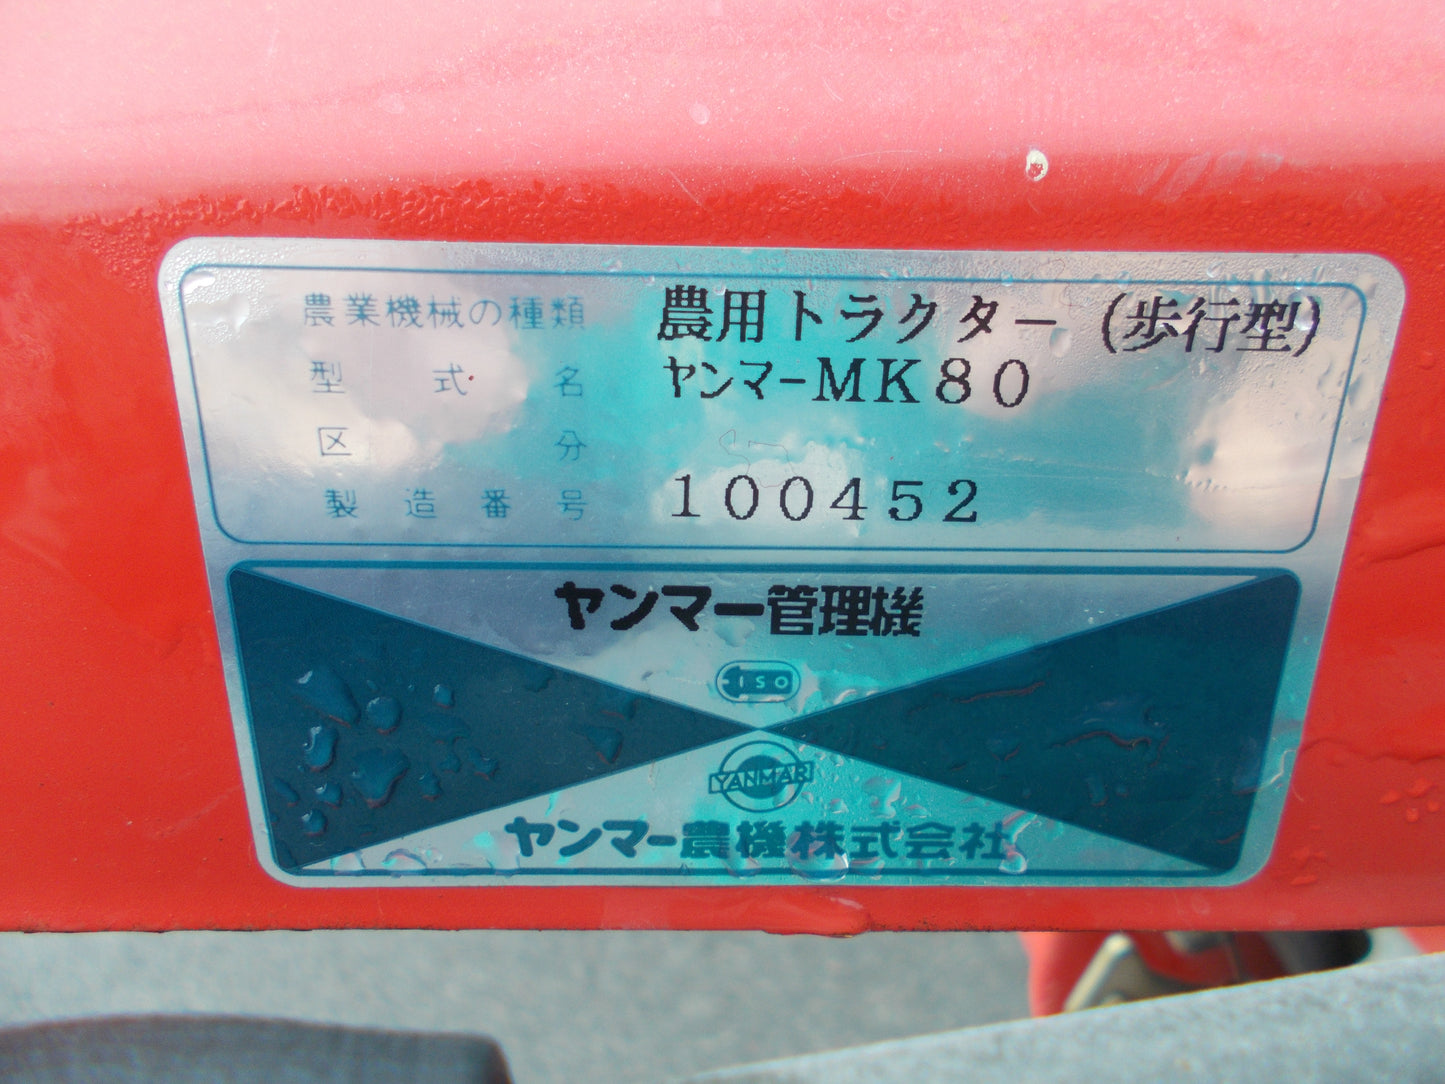 農業機械の種類 農用トラクター(歩行型)
型式名 ヤンマーMK80
区分
製造番号 100452
ヤンマー管理機
ISO
YANMAR
ヤンマー農機株式会社